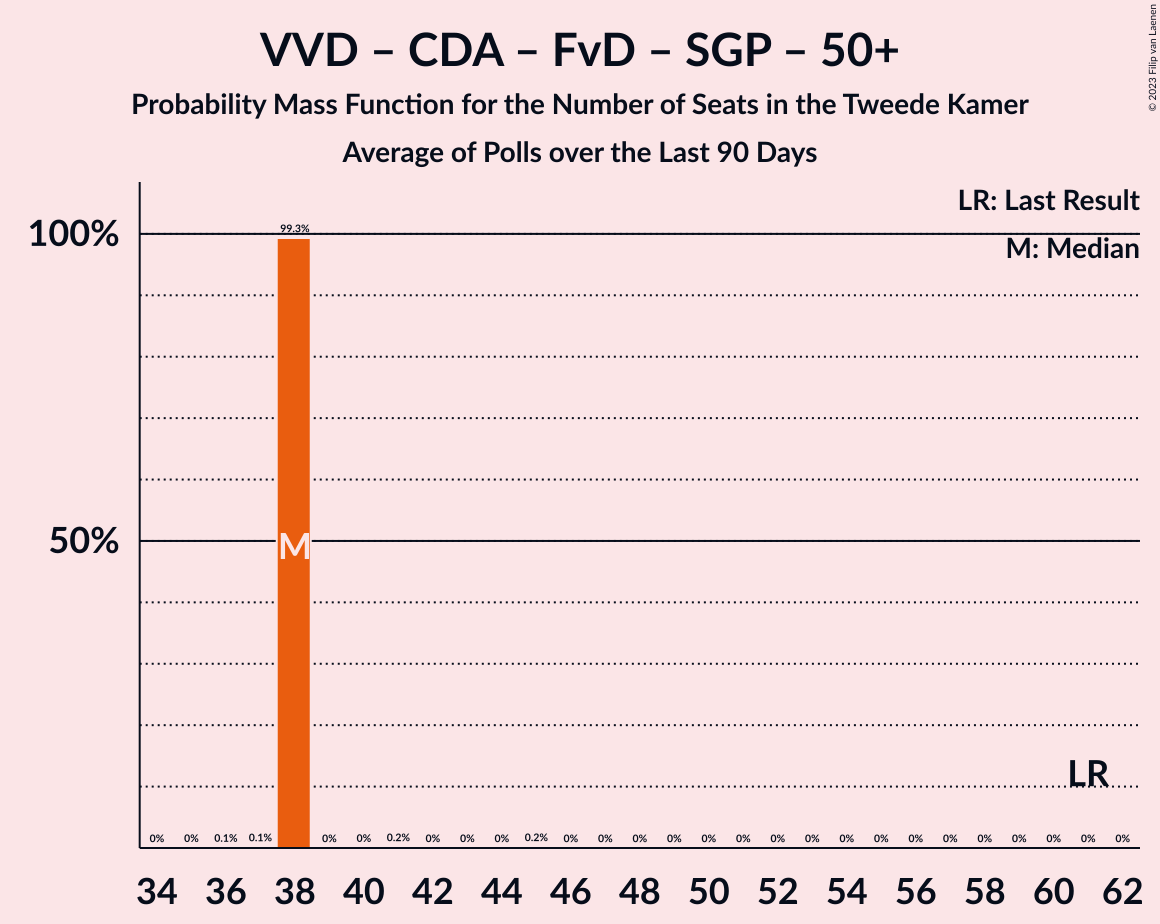 VVD – CDA – FvD – SGP – 50+
Probability Mass Function for the Number of Seats in the Tweede Kamer
Average of Polls over the Last 90 Days
© 2023 Filip van Laenen
LR: Last Result
M: Median
100%
50%
99.3%
M
LR
0% 0% 0.1% 0.1% 0% 0% 0.2% 0% 0% 0% 0.2% 0% 0% 0% 0% 0% 0% 0% 0% 0% 0% 0% 0% 0% 0% 0% 0% 0%
34 36 38 40 42 44 46 48 50 52 54 56 58 60 62